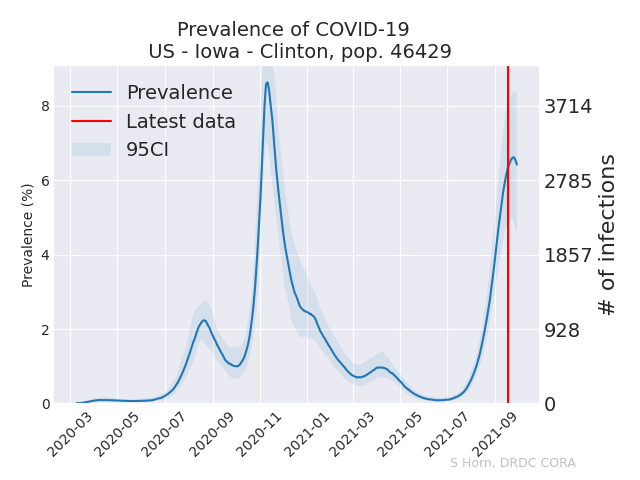 Prevalence of COVID-19
US - Iowa - Clinton, pop. 46429
Prevalence
Latest data
95CI
Prevalence (%)
8
6
4
2
0
3714
2785
1857
928
0
# of infections
2020-03
2020-05
2020-07
2020-09
2020-11
2021-01
2021-03
2021-05
2021-07
2021-09
S Horn, DRDC CORA